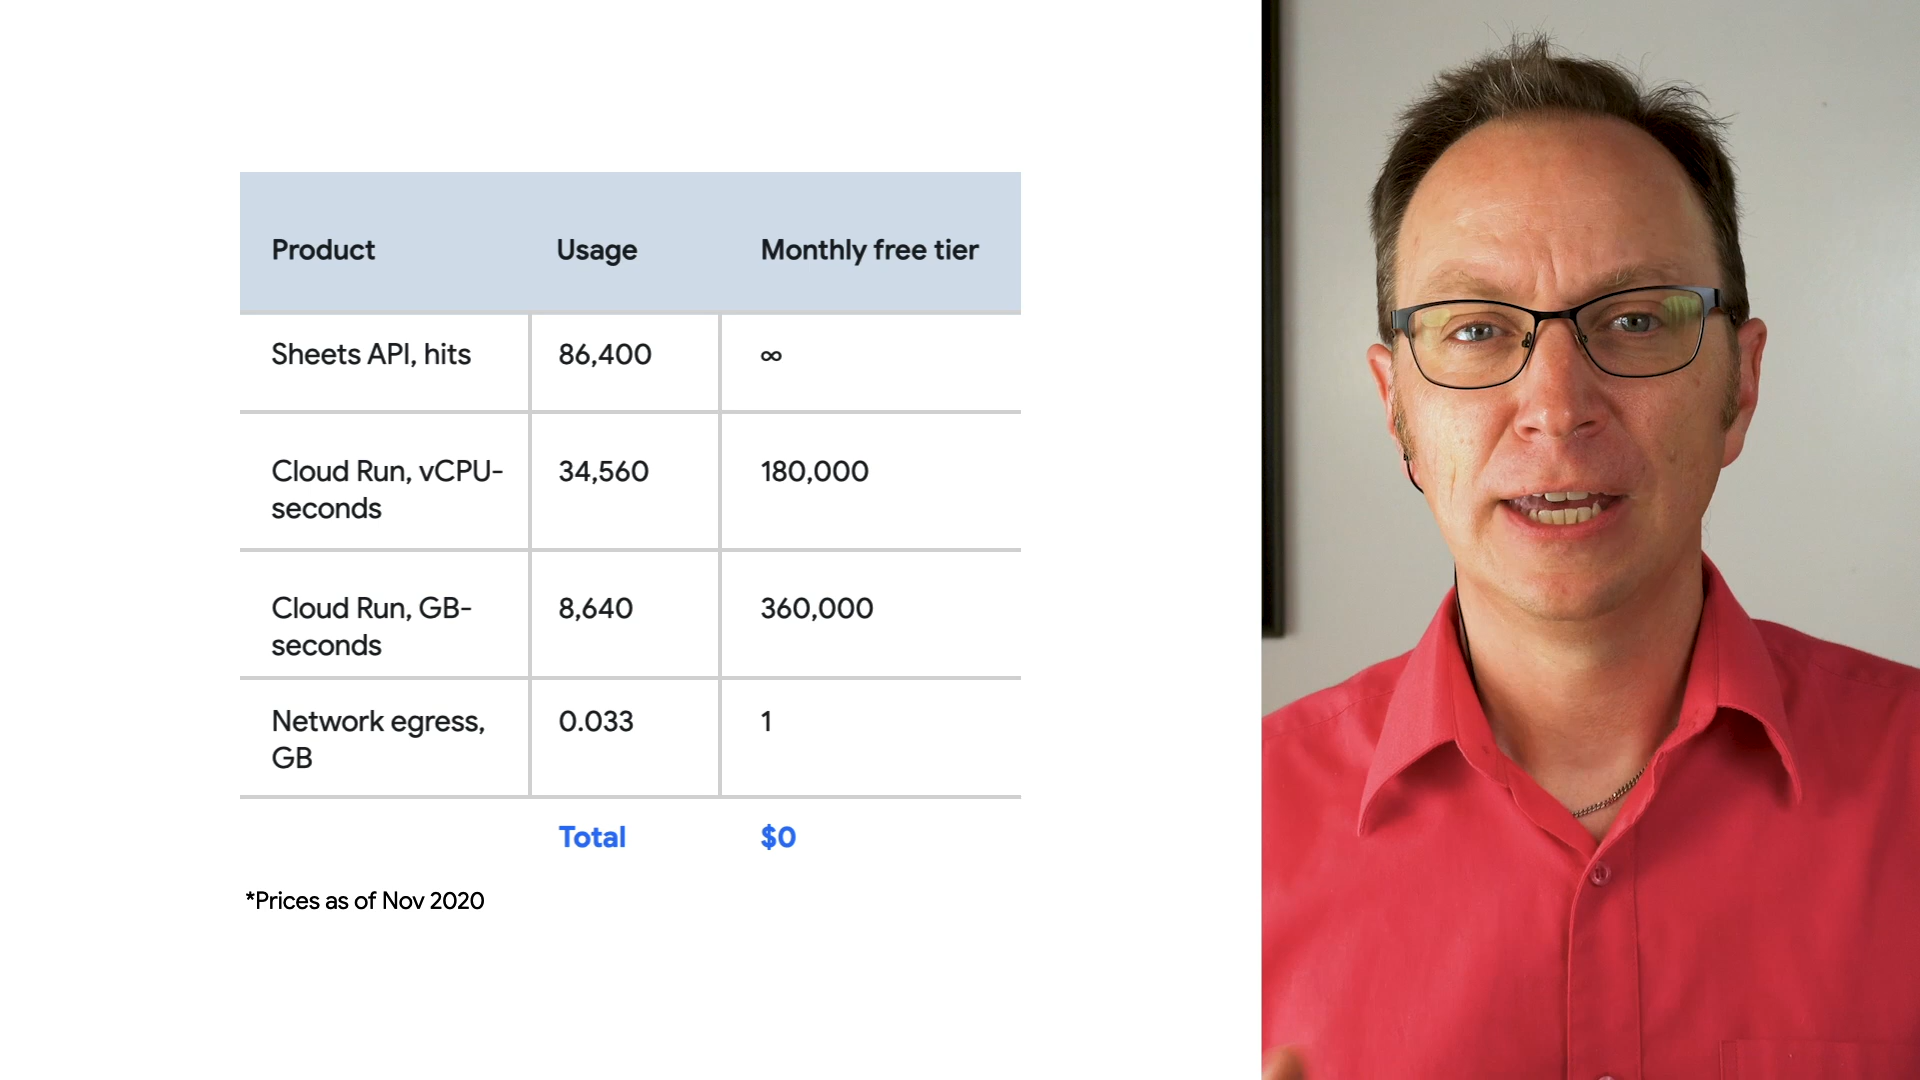 Product Usage Monthly free tier
Sheets API, hits 86,400 ∞
Cloud Run, vCPU- 34,560 180,000
seconds
Cloud Run, GB- 8,640 360,000
seconds
Network egress, 0.033 1
GB
Total $0
*Prices as of Nov 2020